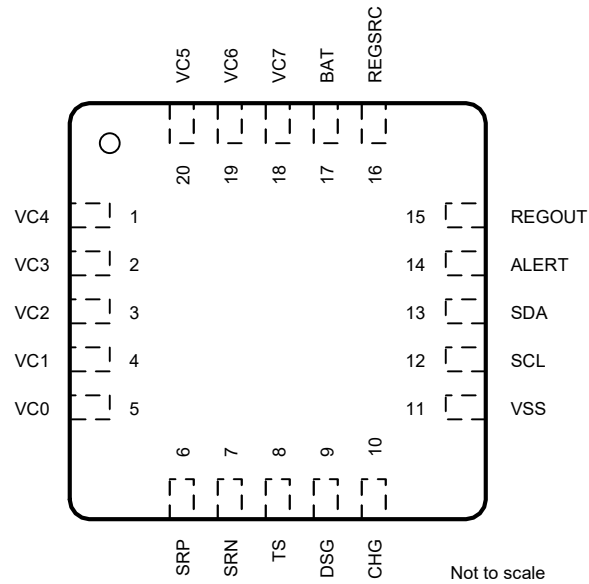 VC5 VC6 VC7 BAT REGSRC
20 19 18 17 16
VC4 1 15 REGOUT
VC3 2 14 ALERT
VC2 3 13 SDA
VC1 4 12 SCL
VC0 5 11 VSS
6 7 8 9 10
SRP SRN TS DSG CHG
Not to scale